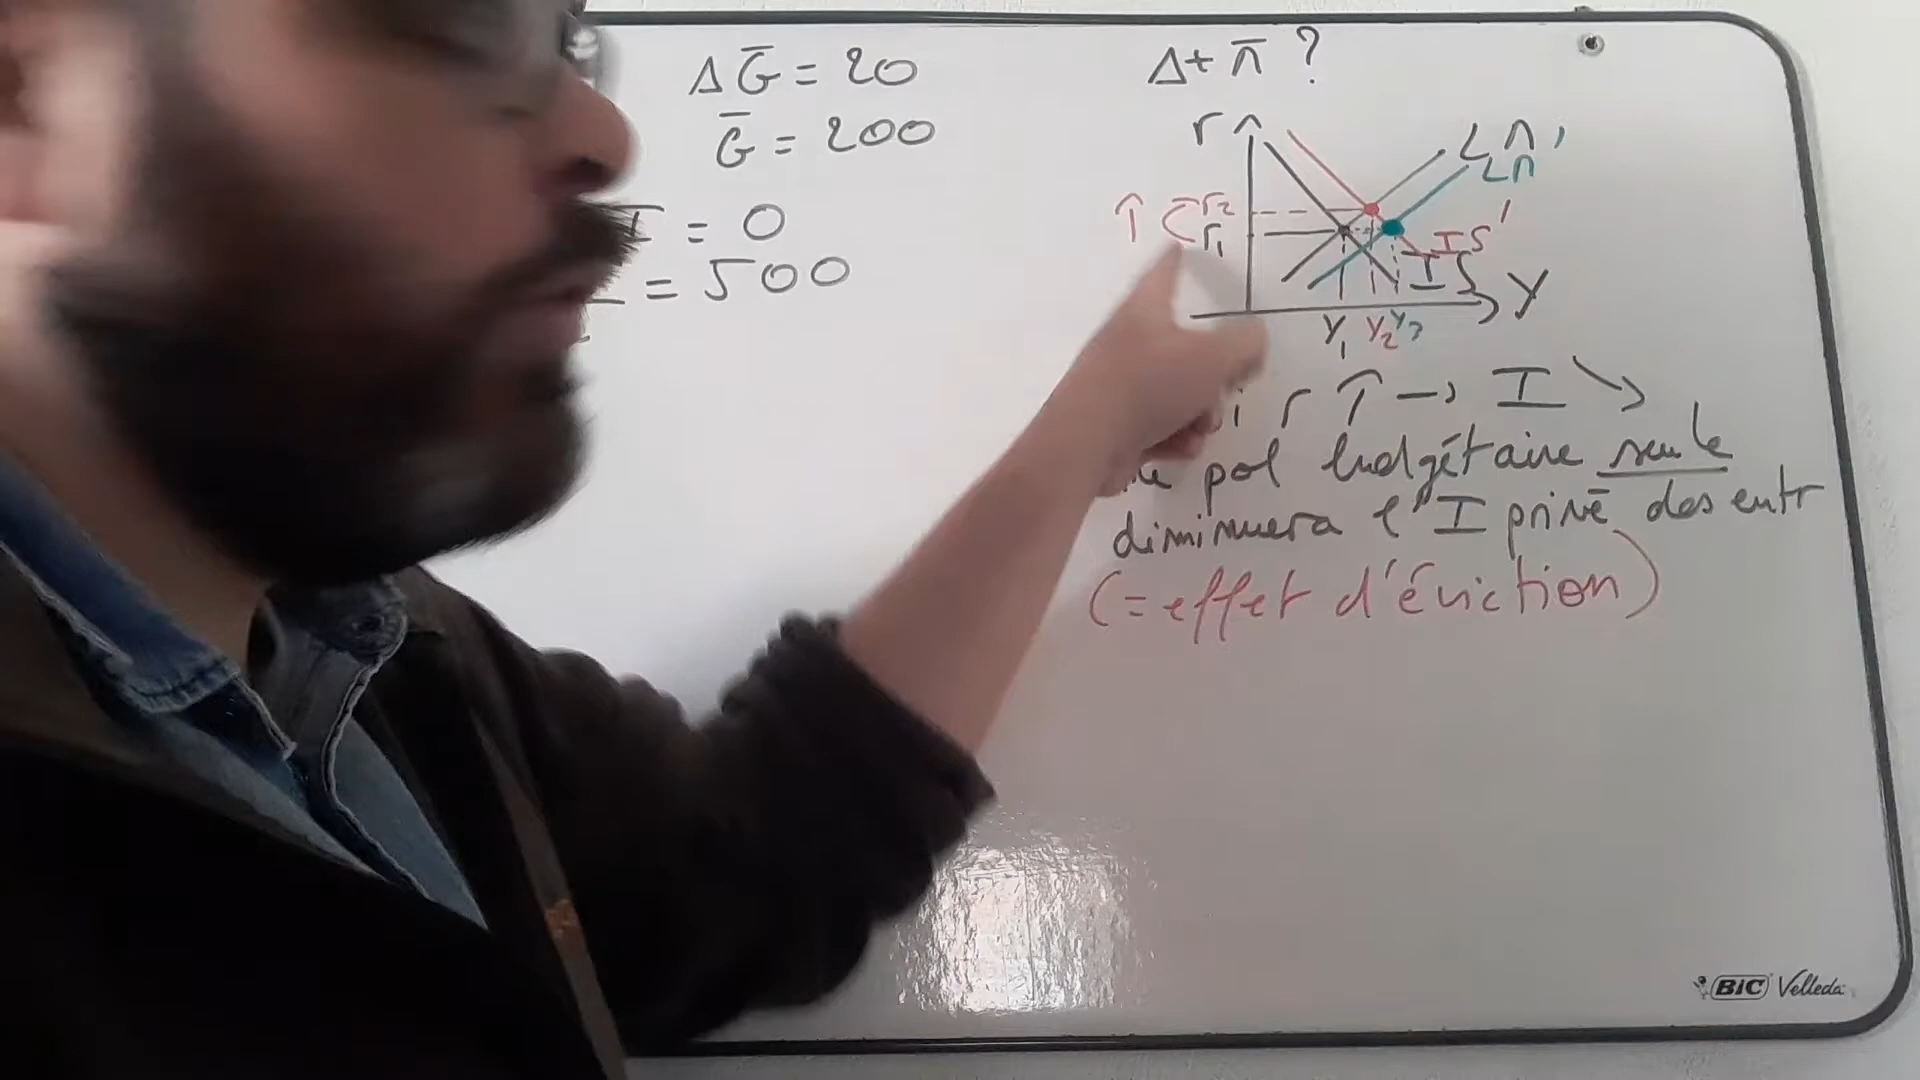 ΔG̅ = 20
G̅ = 200
I = 0
= 500
Δ+ M̅ ?
r
LM'
LM
↑
r2
r1
IS'
IS
Y
Y1 Y2 Y3
r ↑ → I ↘
pol budgétaire seule
diminuera l'I privé des entr
(= effet d'éviction)
BIC Velleda